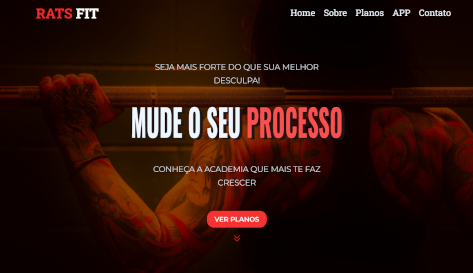 RATS FIT
Home Sobre Planos APP Contato
SEJA MAIS FORTE DO QUE SUA MELHOR
DESCULPA!
MUDE O SEU PROCESSO
CONHEÇA A ACADEMIA QUE MAIS TE FAZ
CRESCER
VER PLANOS